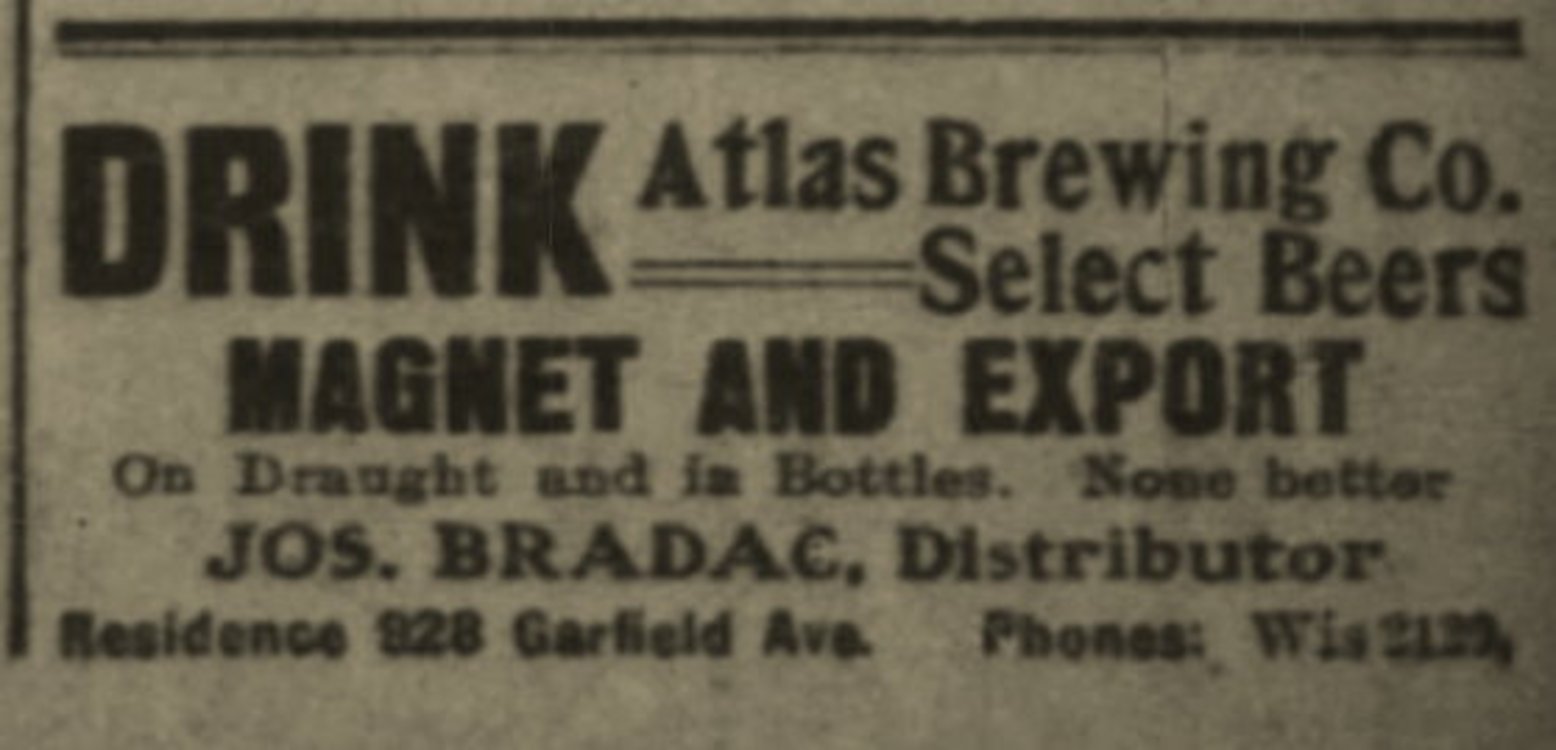 DRINK Atlas Brewing Co.
Select Beers
MAGNET AND EXPORT
On Draught and in Bottles. None better
JOS. BRADAC, Distributor
Residence 928 Garfield Ave. Phones: Wis 2129,